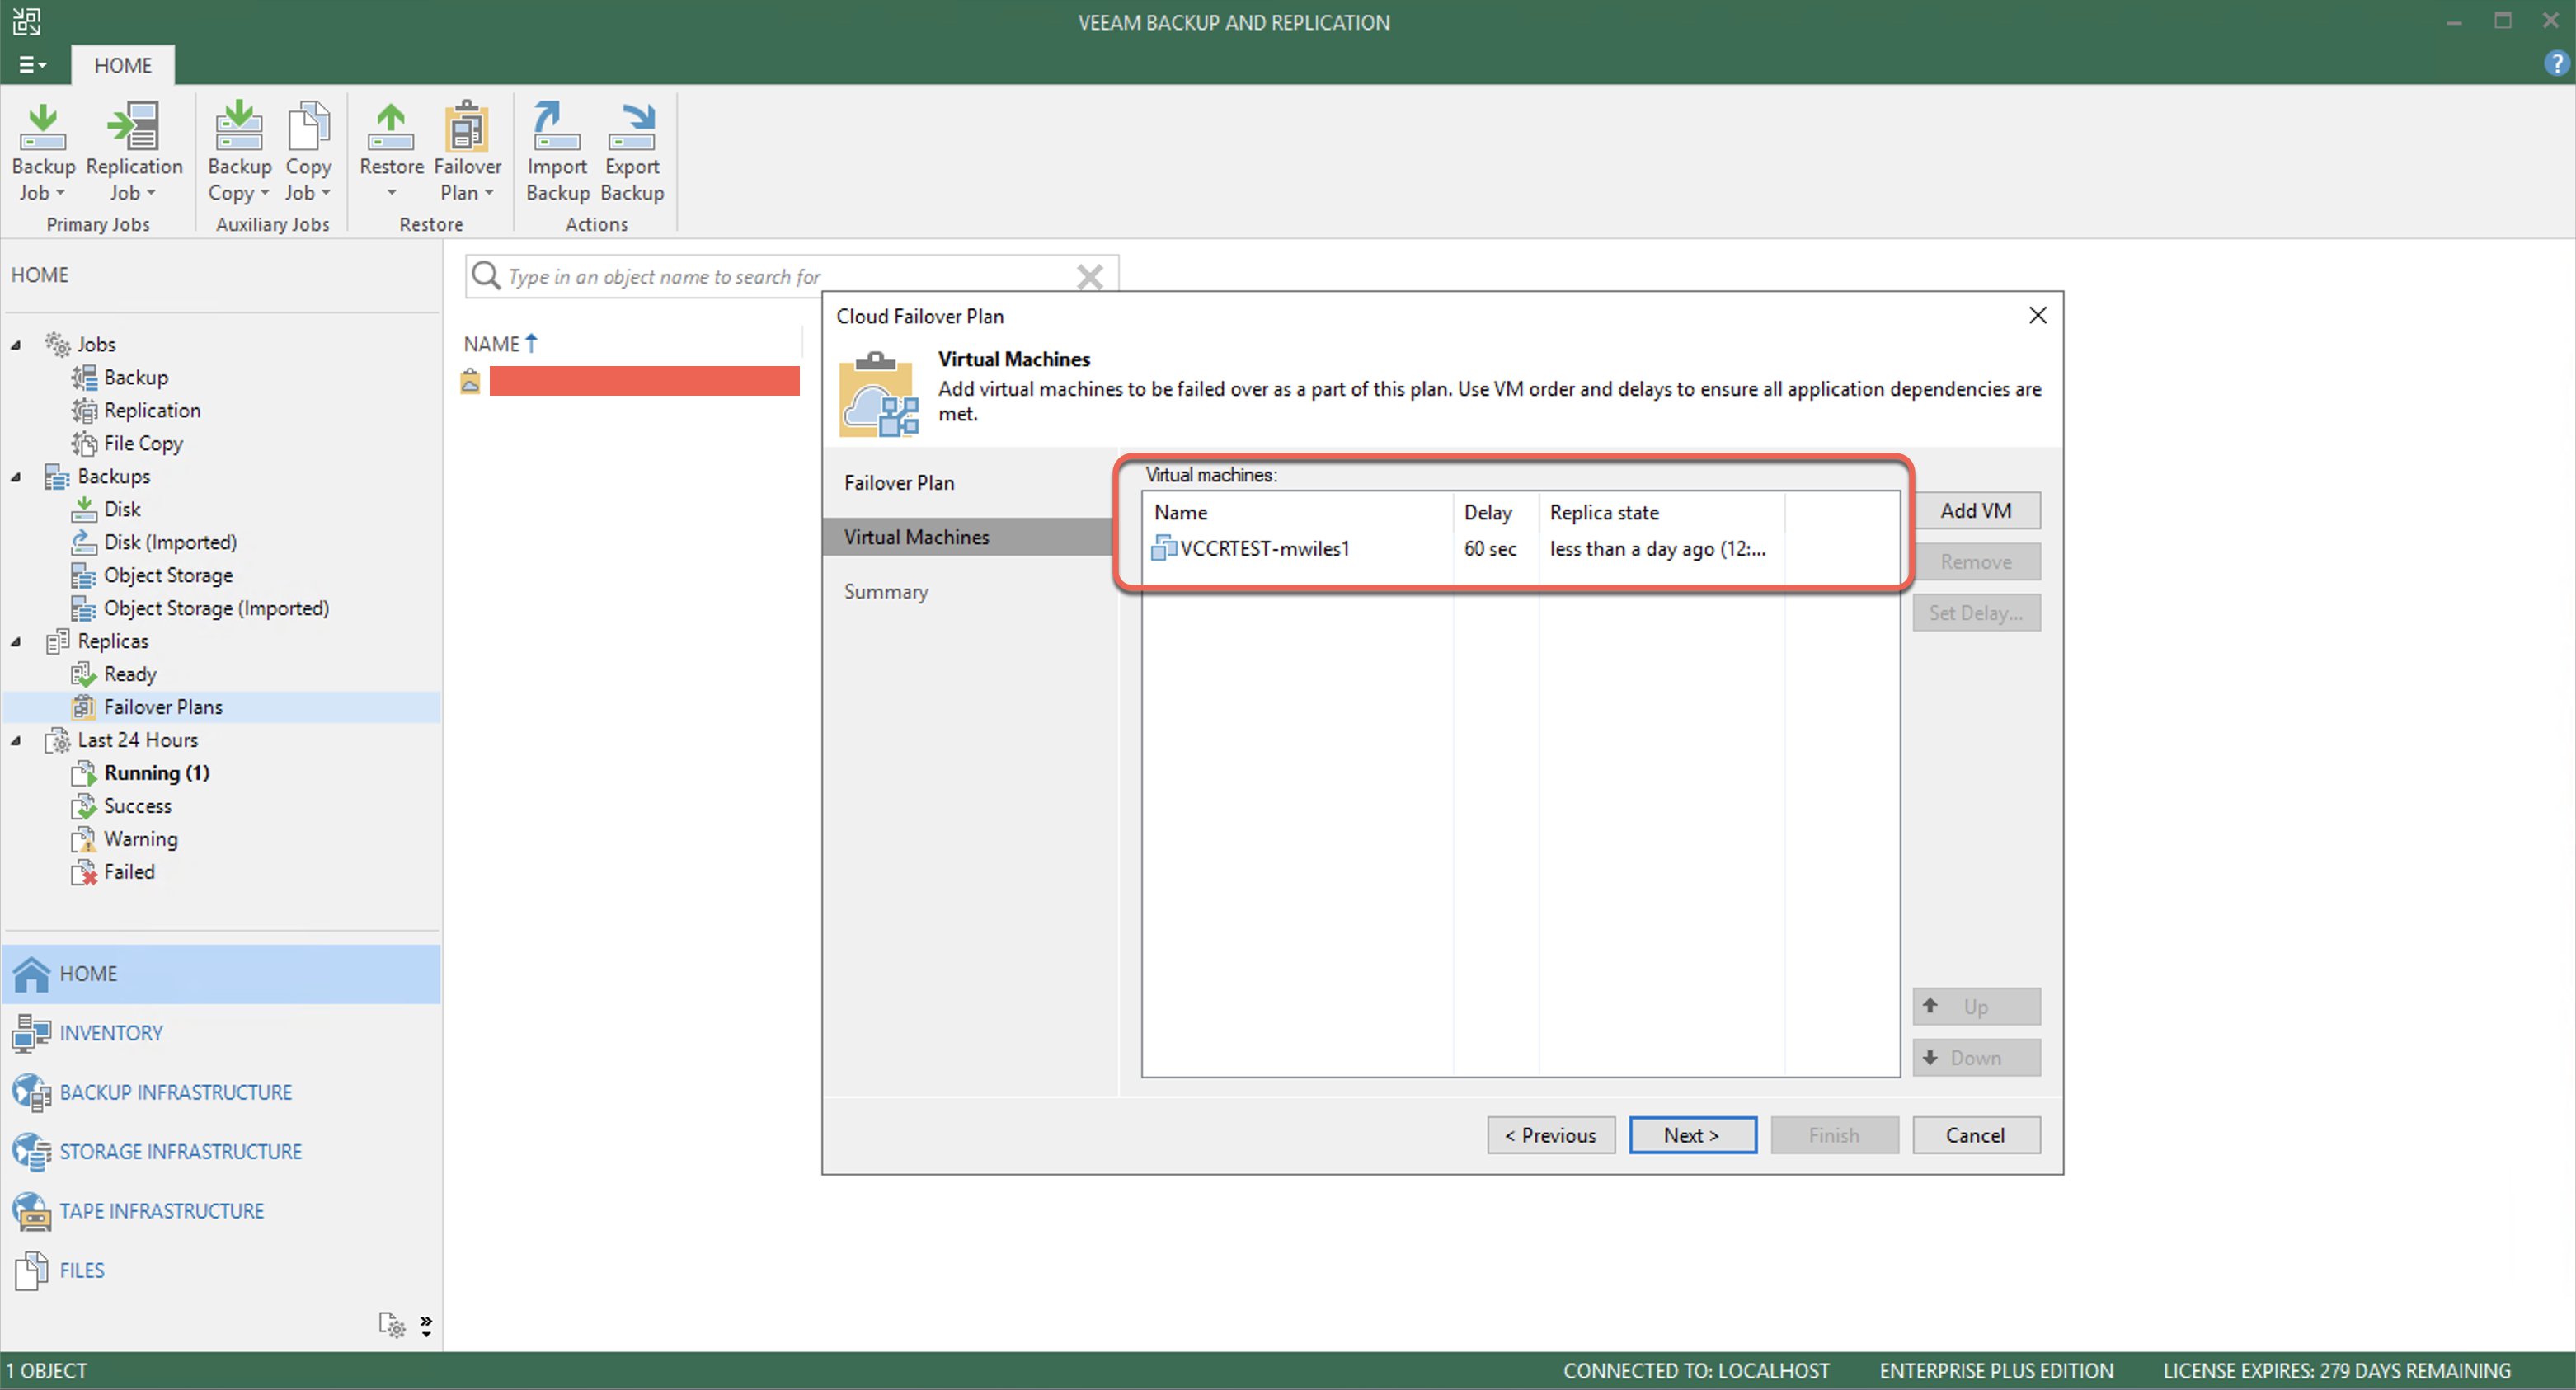 VEEAM BACKUP AND REPLICATION
HOME
?
Backup Job
Replication Job
Backup Copy
Copy Job
Restore
Failover Plan
Import Backup
Export Backup
Primary Jobs
Auxiliary Jobs
Restore
Actions
HOME
Jobs
Backup
Replication
File Copy
Backups
Disk
Disk (Imported)
Object Storage
Object Storage (Imported)
Replicas
Ready
Failover Plans
Last 24 Hours
Running (1)
Success
Warning
Failed
HOME
INVENTORY
BACKUP INFRASTRUCTURE
STORAGE INFRASTRUCTURE
TAPE INFRASTRUCTURE
FILES
Type in an object name to search for
NAME
Cloud Failover Plan
Virtual Machines
Add virtual machines to be failed over as a part of this plan. Use VM order and delays to ensure all application dependencies are
met.
Failover Plan
Virtual Machines
Summary
Virtual machines:
Name Delay Replica state
VCCRTEST-mwiles1 60 sec less than a day ago (12:...
Add VM
Remove
Set Delay...
Up
Down
< Previous
Next >
Finish
Cancel
1 OBJECT
CONNECTED TO: LOCALHOST
ENTERPRISE PLUS EDITION
LICENSE EXPIRES: 279 DAYS REMAINING